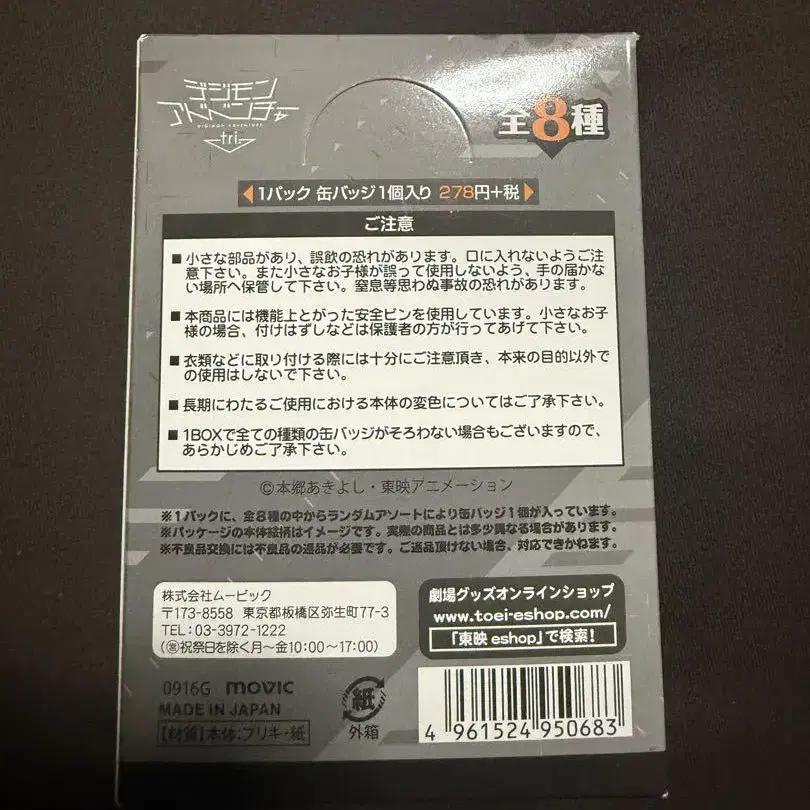 デジモン
アドベンチャー
DIGIMON ADVENTURE
tri.
全8種
1パック 缶バッジ1個入り 278円+税
ご注意
■小さな部品があり、誤飲の恐れがあります。口に入れないようご注
意下さい。また小さなお子様が誤って使用しないよう、手の届かな
い場所へ保管して下さい。窒息等思わぬ事故の恐れがあります。
■本商品には機能上とがった安全ピンを使用しています。小さなお子
様の場合、付けはずしなどは保護者の方が行ってあげて下さい。
■衣類などに取り付ける際には十分にご注意頂き、本来の目的以外で
の使用はしないで下さい。
■長期にわたるご使用における本体の変色についてはご了承下さい。
■1BOXで全ての種類の缶バッジがそろわない場合もございますので、
あらかじめご了承下さい。
©本郷あきよし・東映アニメーション
※1パックに、全8種の中からランダムアソートにより缶バッジ1個が入っています。
※パッケージの本体絵柄はイメージです。実際の商品とは多少異なる場合があります。
※不良品交換には不良品の返品が必要です。ご返品頂けない場合、対応できかねます。
株式会社ムービック
〒173-8558 東京都板橋区弥生町77-3
TEL:03-3972-1222
(営祝祭日を除く月〜金10:00〜17:00)
劇場グッズオンラインショップ
www.toei-eshop.com/
「東映 eshop」で検索!
0916G movic
MADE IN JAPAN
【材質】本体:ブリキ・紙
紙
外箱
4 961524 950683